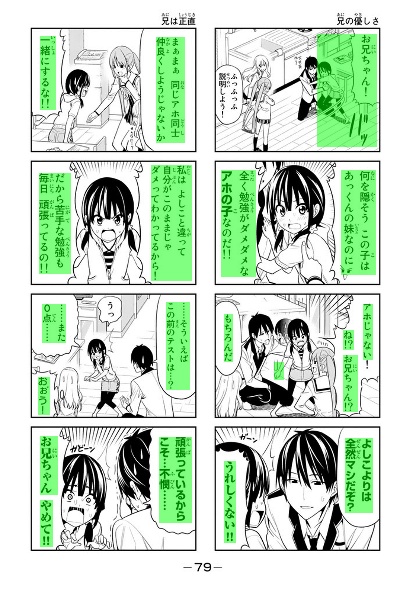 兄の優しさ
お兄ちゃん!
ふっふっふ
説明しよう!
何を隠そう この子は
あっくんの妹なのに
全く勉強がダメダメな
アホの子なのだ!!
アホじゃない!
ね!? お兄ちゃん!?
もちろんだ
よしこよりは
全然マシだぞ?
うれしくない!!
兄は正直
まぁまぁ 同じアホ同士
仲良くしようじゃないか
一緒にするな!!
私は よしこと違って
自分がこのままじゃ
ダメってわかってるから!
だから苦手な勉強も
毎日 頑張ってるの!!
……そういえば
この前のテストは…?
うっ
……また
0点……
おおう!
頑張っているから
こそ…不憫……
ガビーン
お兄ちゃん やめて!!
—79—